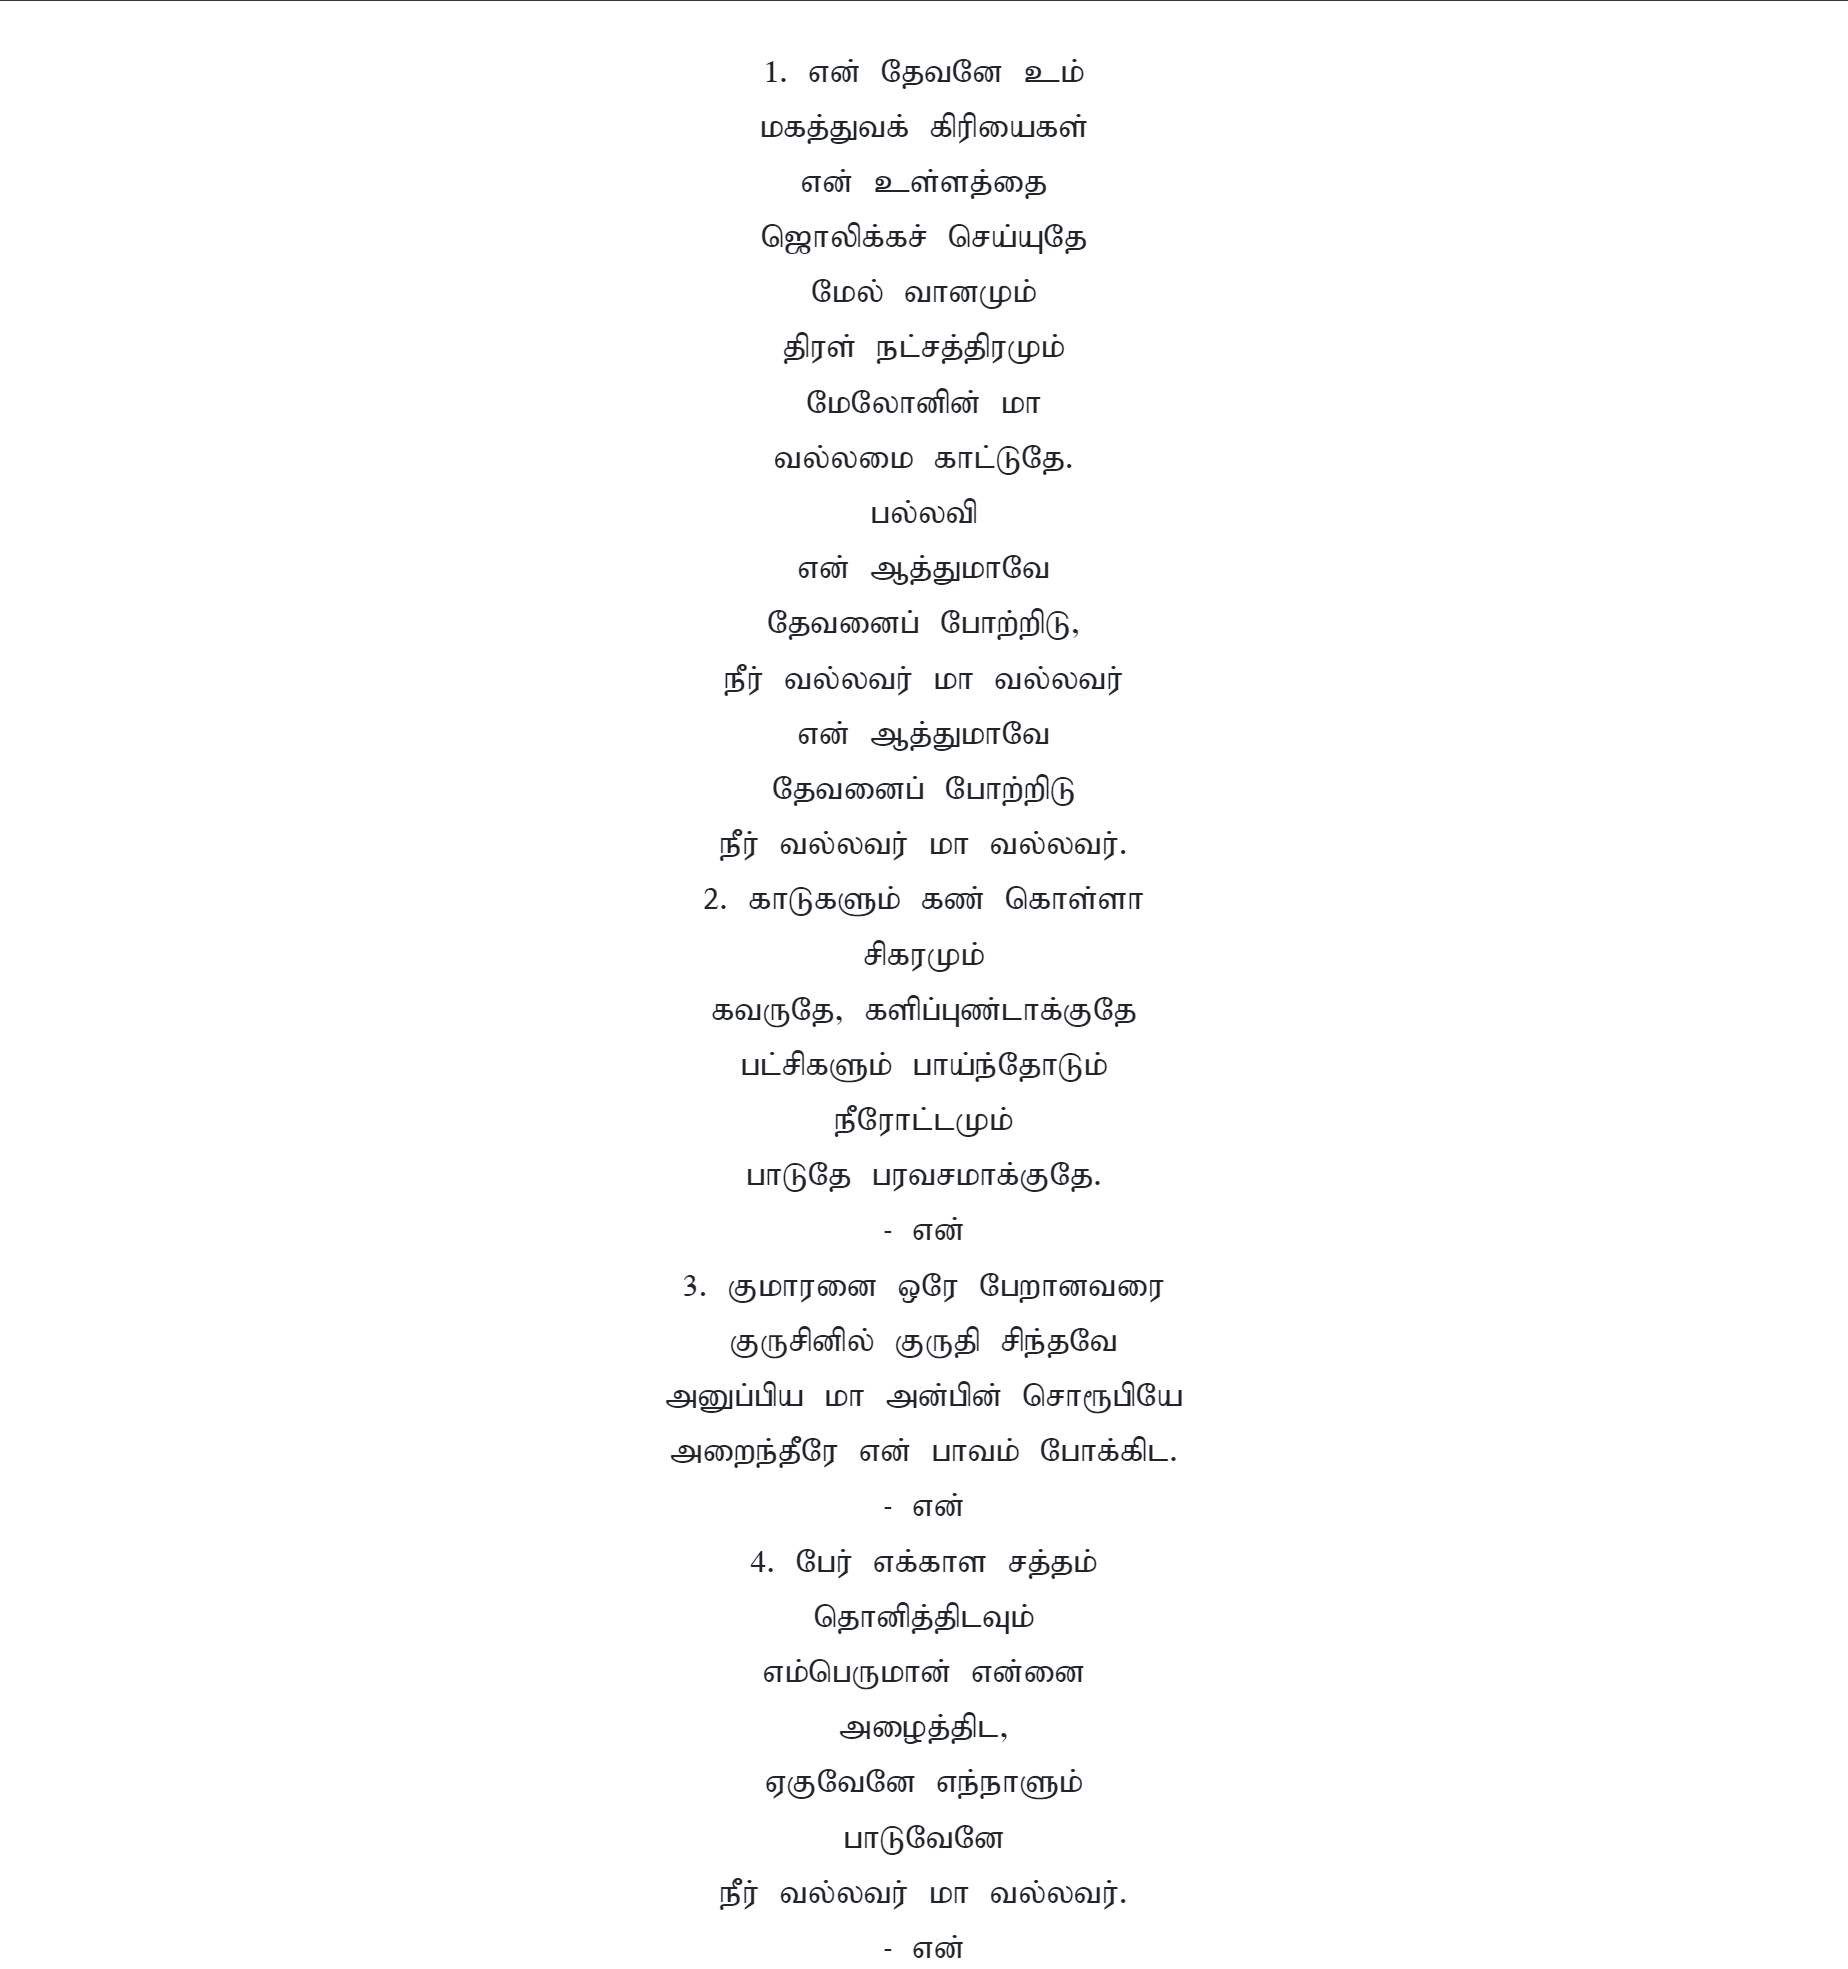 1. என் தேவனே உம்
மகத்துவக் கிரியைகள்
என் உள்ளத்தை
ஜொலிக்கச் செய்யுதே
மேல் வானமும்
திரள் நட்சத்திரமும்
மேலோனின் மா
வல்லமை காட்டுதே.
பல்லவி
என் ஆத்துமாவே
தேவனைப் போற்றிடு,
நீர் வல்லவர் மா வல்லவர்
என் ஆத்துமாவே
தேவனைப் போற்றிடு
நீர் வல்லவர் மா வல்லவர்.
2. காடுகளும் கண் கொள்ளா
சிகரமும்
கவருதே, களிப்புண்டாக்குதே
பட்சிகளும் பாய்ந்தோடும்
நீரோட்டமும்
பாடுதே பரவசமாக்குதே.
- என்
3. குமாரனை ஒரே பேறானவரை
குருசினில் குருதி சிந்தவே
அனுப்பிய மா அன்பின் சொரூபியே
அறைந்தீரே என் பாவம் போக்கிட.
- என்
4. பேர் எக்காள சத்தம்
தொனித்திடவும்
எம்பெருமான் என்னை
அழைத்திட,
ஏகுவேனே எந்நாளும்
பாடுவேனே
நீர் வல்லவர் மா வல்லவர்.
- என்